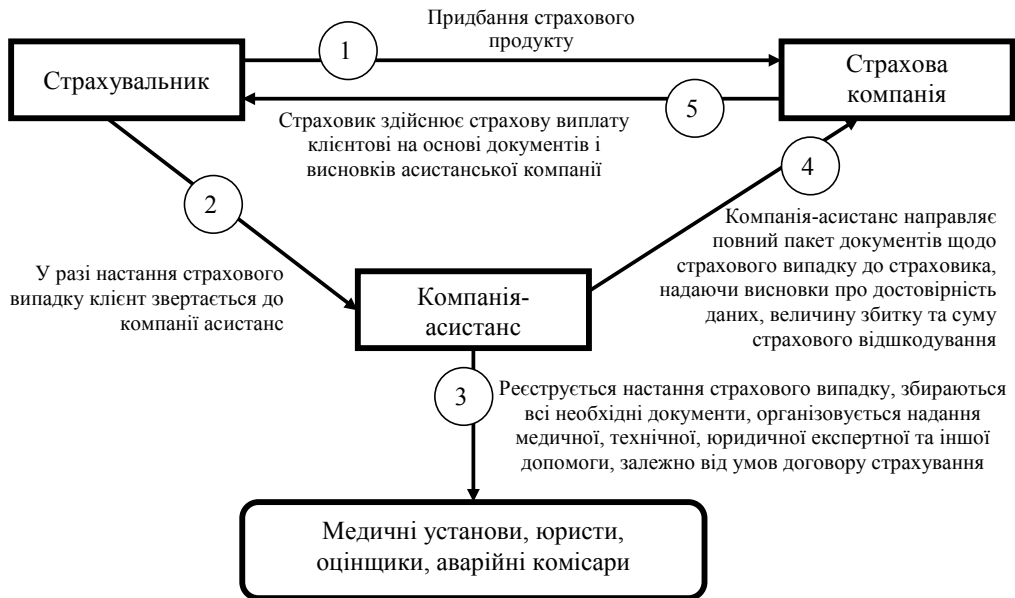 1
Придбання страхового
продукту
Страхувальник
Страхова
компанія
5
Страховик здійснює страхову виплату
клієнтові на основі документів і
висновків асистанської компанії
2
4
У разі настання страхового
випадку клієнт звертається до
компанії асистанс
Компанія-
асистанс
Компанія-асистанс направляє
повний пакет документів щодо
страхового випадку до страховика,
надаючи висновки про достовірність
даних, величину збитку та суму
страхового відшкодування
3
Реєструється настання страхового випадку, збираються
всі необхідні документи, організовується надання
медичної, технічної, юридичної експертної та іншої
допомоги, залежно від умов договору страхування
Медичні установи, юристи,
оцінщики, аварійні комісари